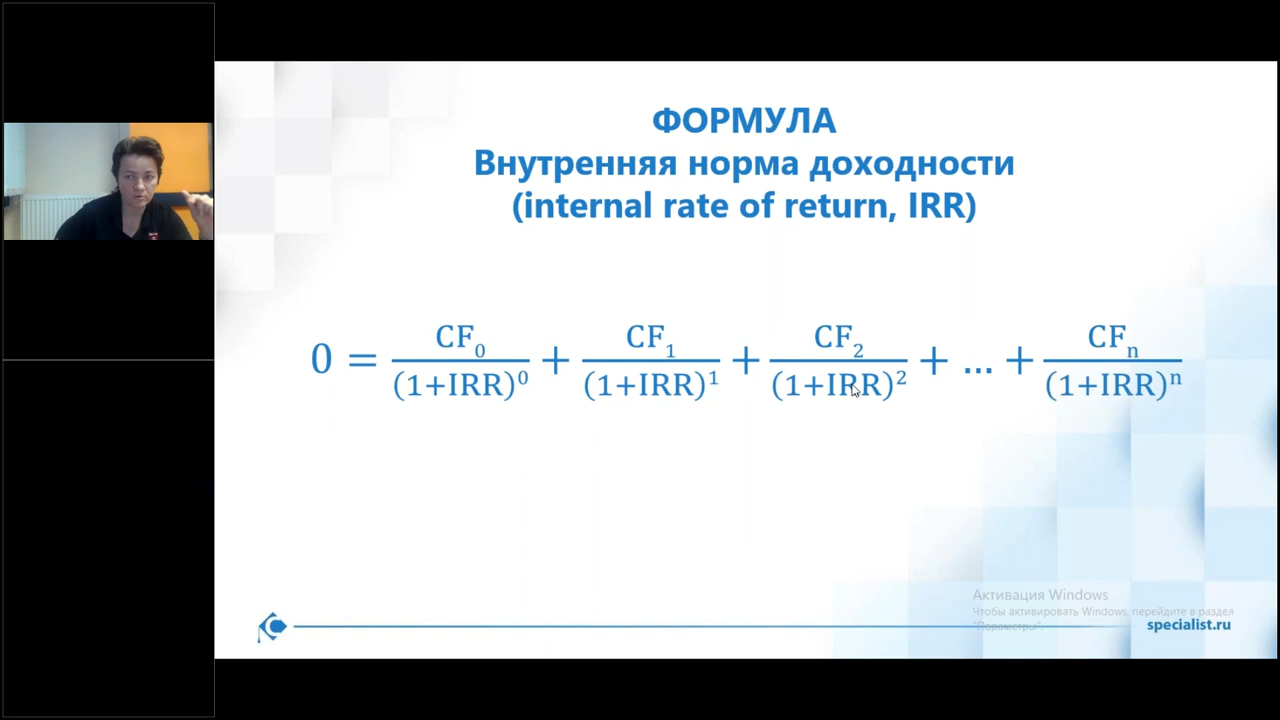 ФОРМУЛА
Внутренняя норма доходности
(internal rate of return, IRR)
0 = CF₀/(1+IRR)⁰ + CF₁/(1+IRR)¹ + CF₂/(1+IRR)² + ... + CFₙ/(1+IRR)ⁿ
Активация Windows
Чтобы активировать Windows, перейдите в раздел
"Параметры".
specialist.ru